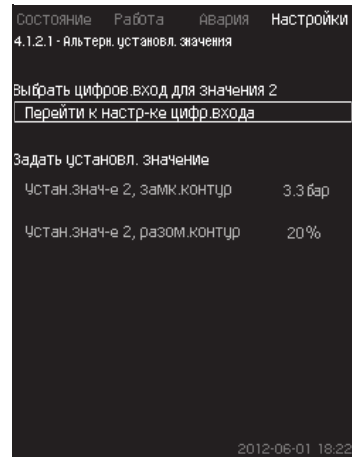 Состояние Работа Авария Настройки
4.1.2.1 - Альтерн. установл. значения
Выбрать цифров.вход для значения 2
Перейти к настр-ке цифр.входа
Задать установл. значение
Устан.знач-е 2, замк.контур 3.3 бар
Устан.знач-е 2, разом.контур 20%
2012-06-01 18:22